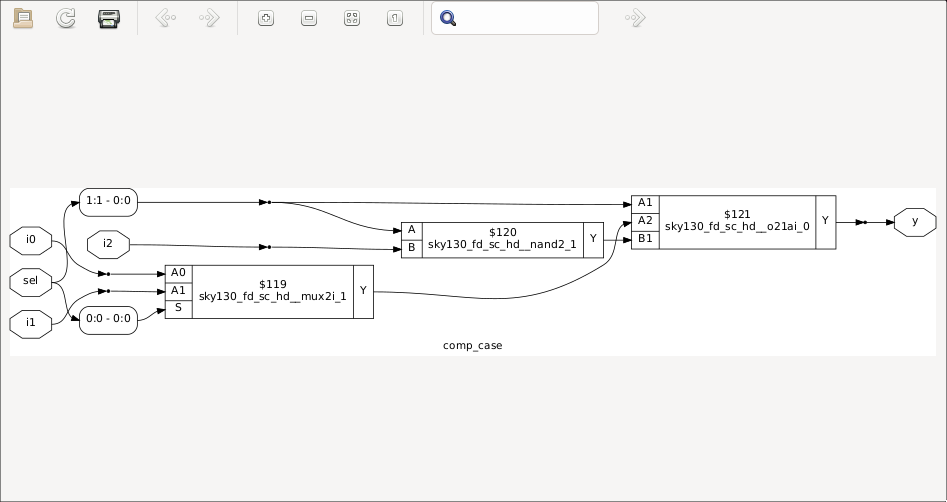 1:1 - 0:0
i0
i2
sel
i1
0:0 - 0:0
A0
A1
S
$119
sky130_fd_sc_hd__mux2i_1
Y
A
B
$120
sky130_fd_sc_hd__nand2_1
Y
A1
A2
B1
$121
sky130_fd_sc_hd__o21ai_0
Y
y
comp_case